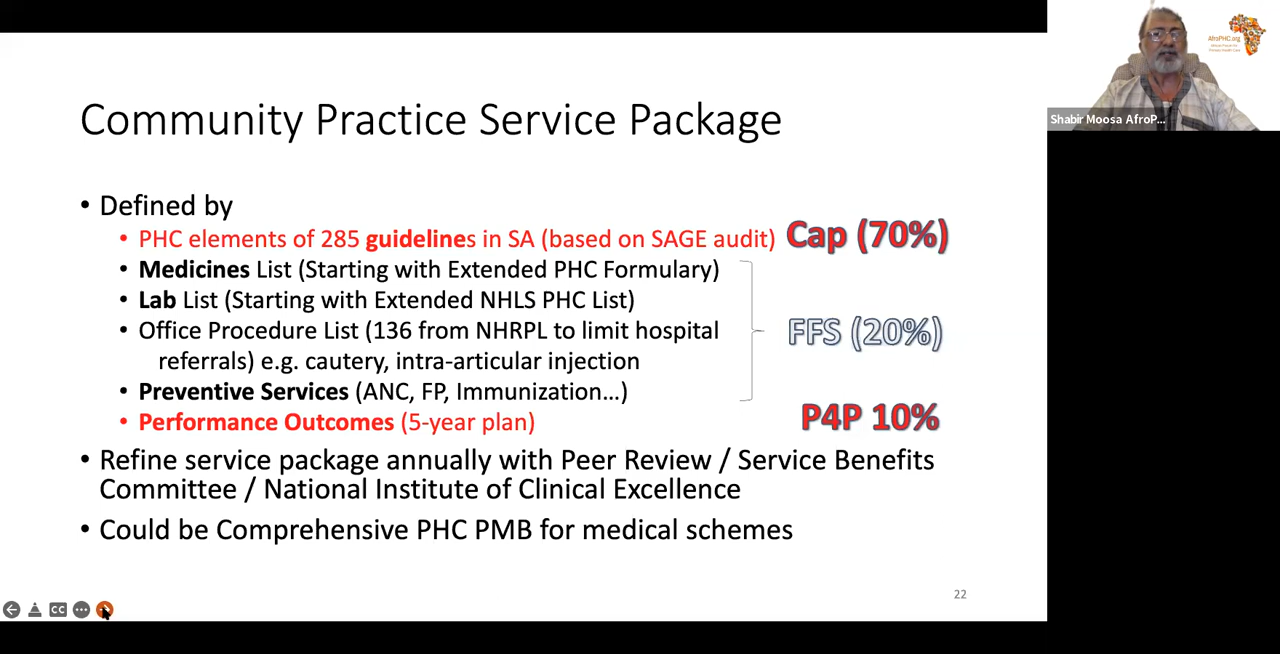 Community Practice Service Package
• Defined by
• PHC elements of 285 guidelines in SA (based on SAGE audit)
Cap (70%)
• Medicines List (Starting with Extended PHC Formulary)
• Lab List (Starting with Extended NHLS PHC List)
• Office Procedure List (136 from NHRPL to limit hospital
referrals) e.g. cautery, intra-articular injection
FFS (20%)
• Preventive Services (ANC, FP, Immunization...)
• Performance Outcomes (5-year plan)
P4P 10%
• Refine service package annually with Peer Review / Service Benefits
Committee / National Institute of Clinical Excellence
• Could be Comprehensive PHC PMB for medical schemes
22
CC
AfroPHC.org
Shabir Moosa AfroP...